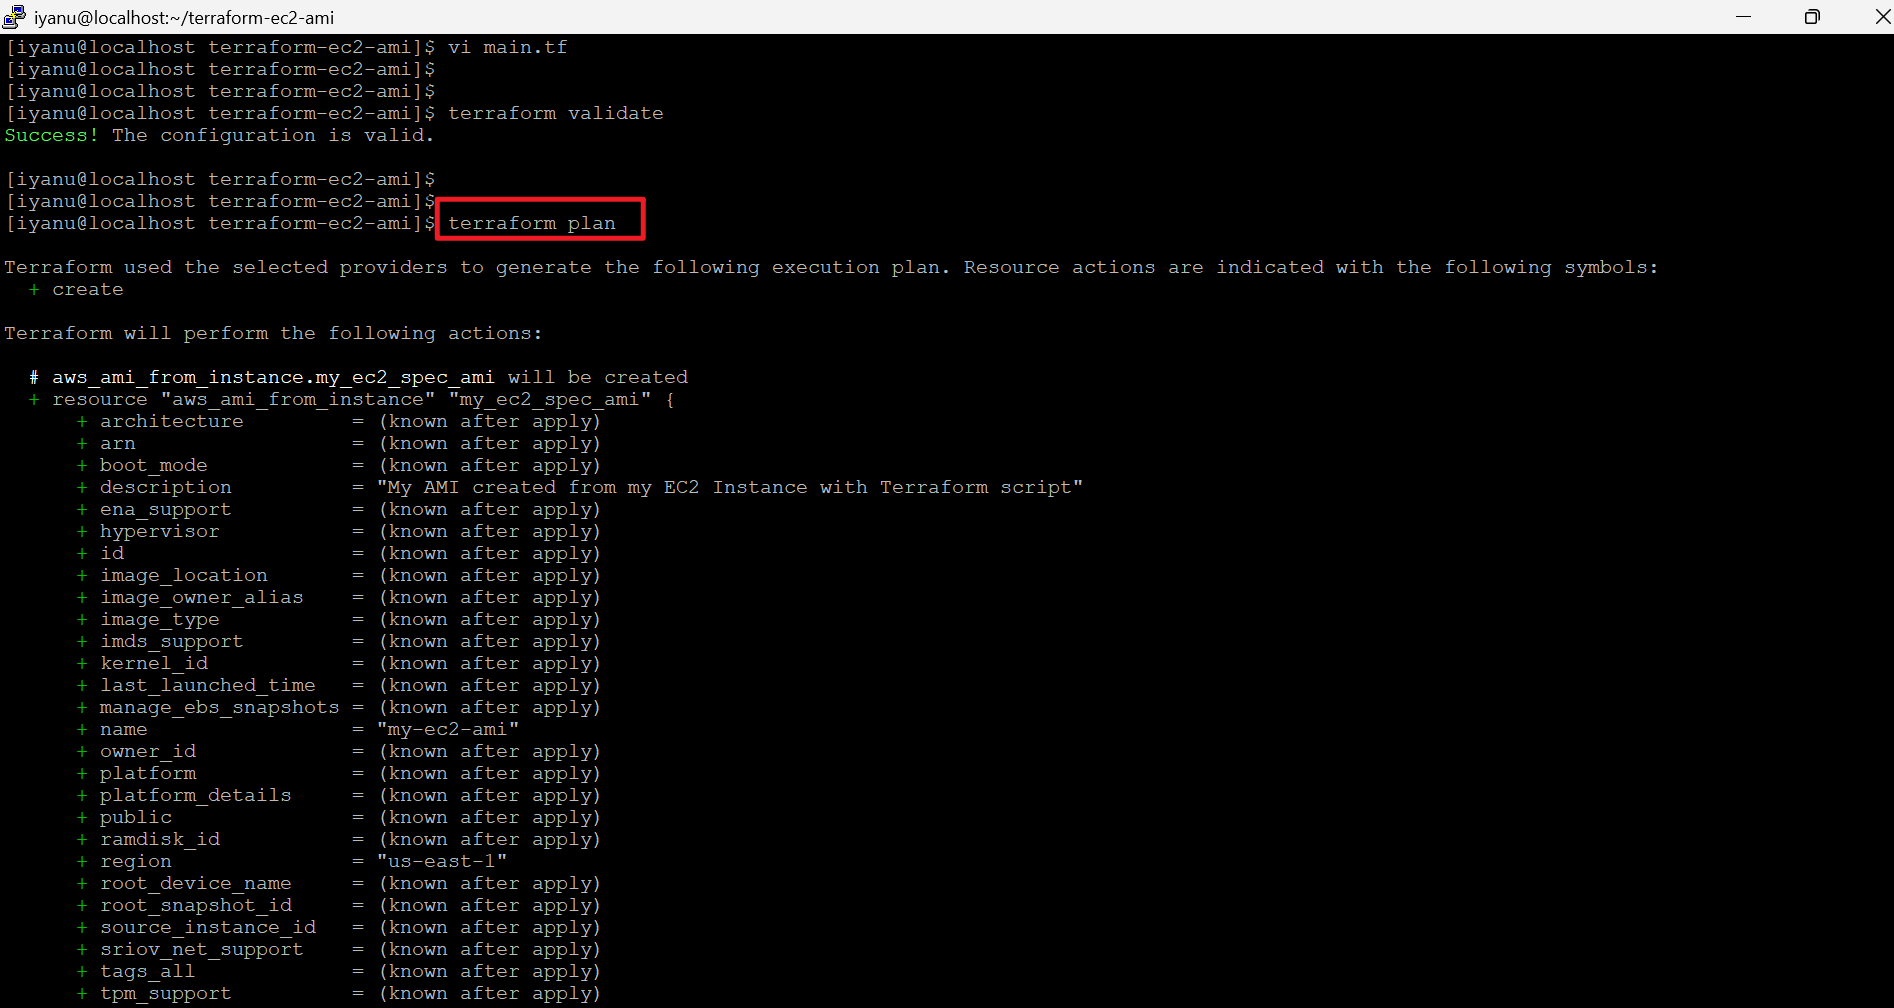 iyanu@localhost:~/terraform-ec2-ami
[iyanu@localhost terraform-ec2-ami]$ vi main.tf
[iyanu@localhost terraform-ec2-ami]$
[iyanu@localhost terraform-ec2-ami]$
[iyanu@localhost terraform-ec2-ami]$ terraform validate
Success! The configuration is valid.
[iyanu@localhost terraform-ec2-ami]$
[iyanu@localhost terraform-ec2-ami]$
[iyanu@localhost terraform-ec2-ami]$ terraform plan
Terraform used the selected providers to generate the following execution plan. Resource actions are indicated with the following symbols:
  + create
Terraform will perform the following actions:
  # aws_ami_from_instance.my_ec2_spec_ami will be created
  + resource "aws_ami_from_instance" "my_ec2_spec_ami" {
      + architecture         = (known after apply)
      + arn                  = (known after apply)
      + boot_mode            = (known after apply)
      + description          = "My AMI created from my EC2 Instance with Terraform script"
      + ena_support          = (known after apply)
      + hypervisor           = (known after apply)
      + id                   = (known after apply)
      + image_location       = (known after apply)
      + image_owner_alias    = (known after apply)
      + image_type           = (known after apply)
      + imds_support         = (known after apply)
      + kernel_id            = (known after apply)
      + last_launched_time   = (known after apply)
      + manage_ebs_snapshots = (known after apply)
      + name                 = "my-ec2-ami"
      + owner_id             = (known after apply)
      + platform             = (known after apply)
      + platform_details     = (known after apply)
      + public               = (known after apply)
      + ramdisk_id           = (known after apply)
      + region               = "us-east-1"
      + root_device_name     = (known after apply)
      + root_snapshot_id     = (known after apply)
      + source_instance_id   = (known after apply)
      + sriov_net_support    = (known after apply)
      + tags_all             = (known after apply)
      + tpm_support          = (known after apply)